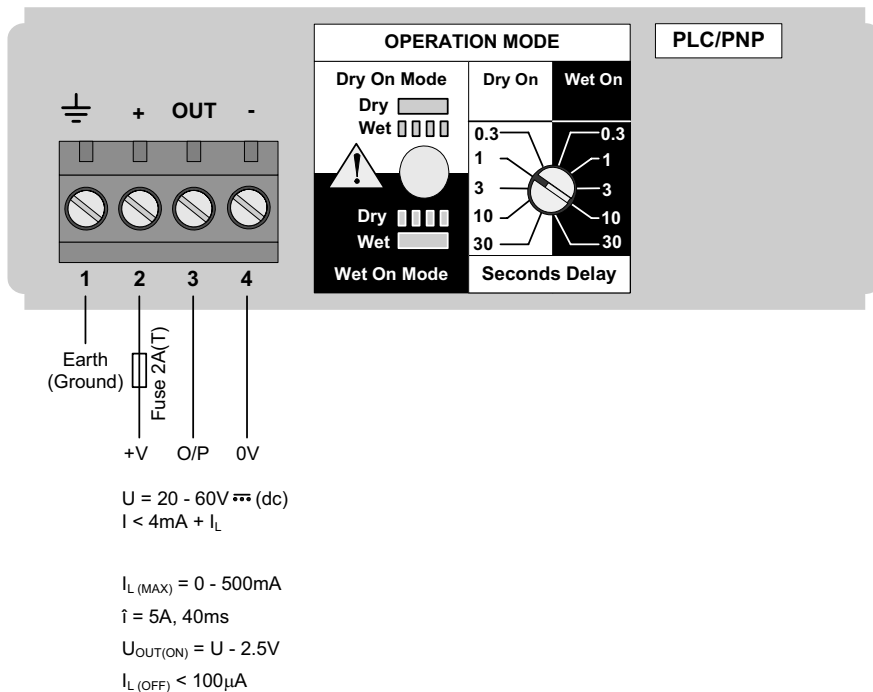 OPERATION MODE
PLC/PNP
Dry On Mode
Dry
Wet
Dry
Wet
Wet On Mode
Dry On
Wet On
0.3
0.3
1
1
3
3
10
10
30
30
Seconds Delay
+ OUT -
1 2 3 4
Earth
(Ground)
Fuse 2A(T)
+V O/P 0V
U = 20 - 60V (dc)
I < 4mA + IL
IL (MAX) = 0 - 500mA
î = 5A, 40ms
UOUT(ON) = U - 2.5V
IL (OFF) < 100µA